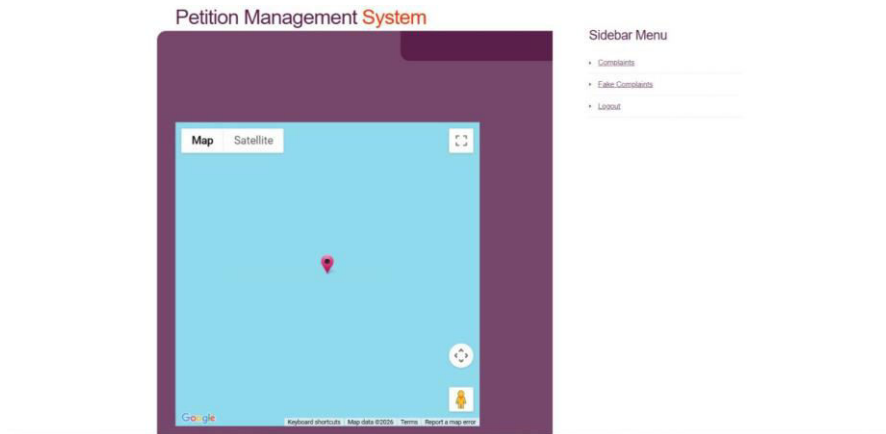 Petition Management System
Sidebar Menu
Complaints
Fake Complaints
Logout
Map Satellite
Google
Keyboard shortcuts Map data ©2026 Terms Report a map error